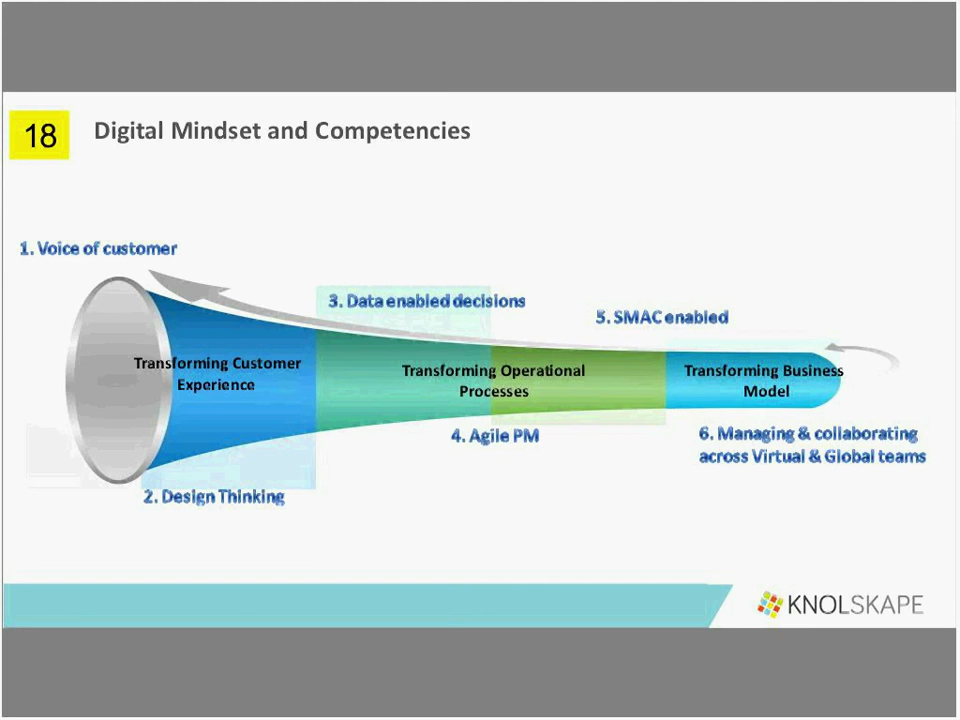 18
Digital Mindset and Competencies
1. Voice of customer
3. Data enabled decisions
5. SMAC enabled
Transforming Customer
Experience
Transforming Operational
Processes
Transforming Business
Model
4. Agile PM
6. Managing & collaborating
across Virtual & Global teams
2. Design Thinking
KNOLSKAPE